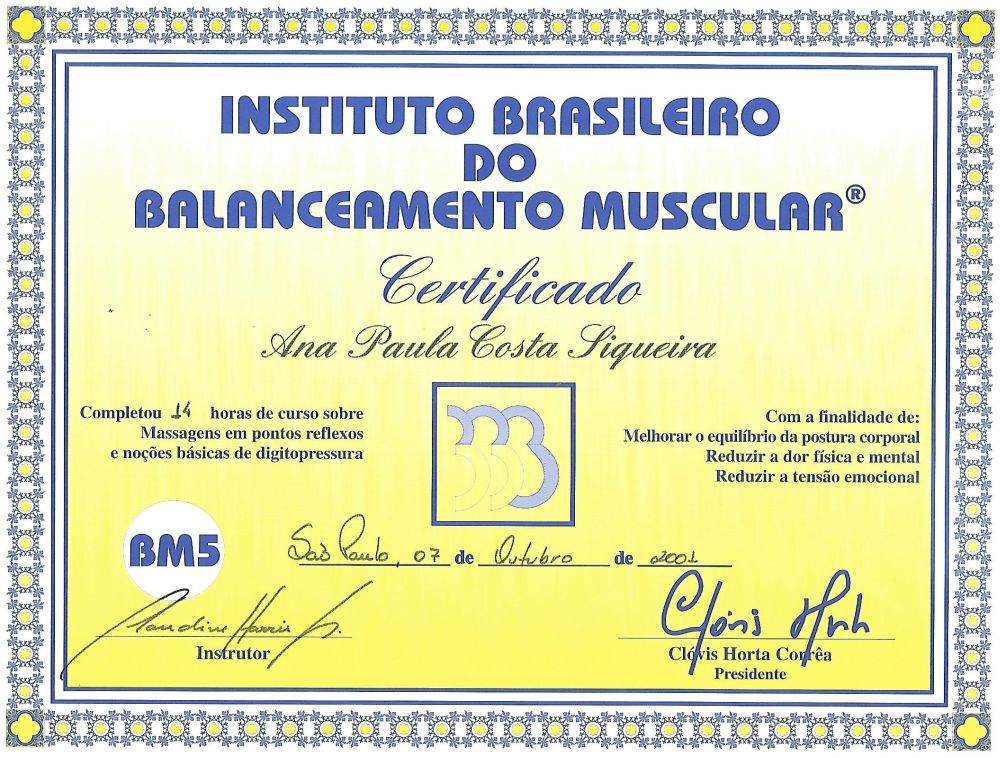 INSTITUTO BRASILEIRO
DO
BALANCEAMENTO MUSCULAR®
Certificado
Ana Paula Costa Siqueira
Completou 14 horas de curso sobre
Massagens em pontos reflexos
e noções básicas de digitopressura
Com a finalidade de:
Melhorar o equilíbrio da postura corporal
Reduzir a dor física e mental
Reduzir a tensão emocional
BM5
São Paulo, 07 de Outubro de 2001
Instrutor
Clóvis Horta Corrêa
Presidente